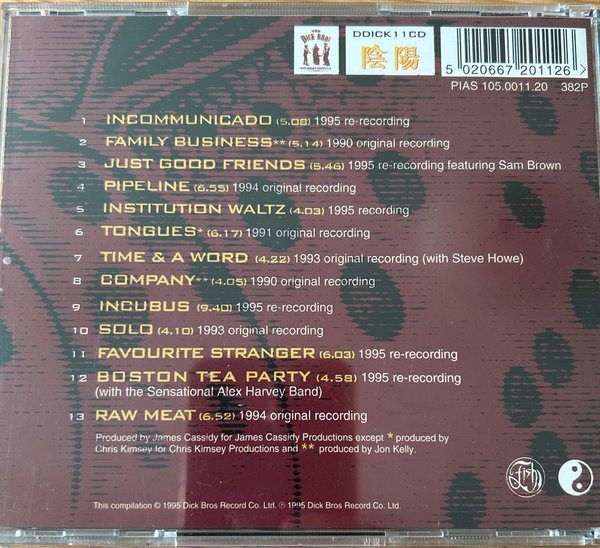 THE
DICK BROS
RECORD COMPANY
DDICK11CD
陰陽
5 020667 201126 >
PIAS 105.0011.20 382P
1 INCOMMUNICADO (5.08) 1995 re-recording
2 FAMILY BUSINESS** (5.14) 1990 original recording
3 JUST GOOD FRIENDS (5.46) 1995 re-recording featuring Sam Brown
4 PIPELINE (6.55) 1994 original recording
5 INSTITUTION WALTZ (4.03) 1995 recording
6 TONGUES* (6.17) 1991 original recording
7 TIME & A WORD (4.22) 1993 original recording (with Steve Howe)
8 COMPANY** (4.05) 1990 original recording
9 INCUBUS (9.40) 1995 re-recording
10 SOLO (4.10) 1993 original recording
11 FAVOURITE STRANGER (6.03) 1995 re-recording
12 BOSTON TEA PARTY (4.58) 1995 re-recording
(with the Sensational Alex Harvey Band)
13 RAW MEAT (6.52) 1994 original recording
Produced by James Cassidy for James Cassidy Productions except * produced by
Chris Kimsey for Chris Kimsey Productions and ** produced by Jon Kelly.
Fish
This compilation © 1995 Dick Bros Record Co. Ltd. ℗ 1995 Dick Bros Record Co. Ltd.